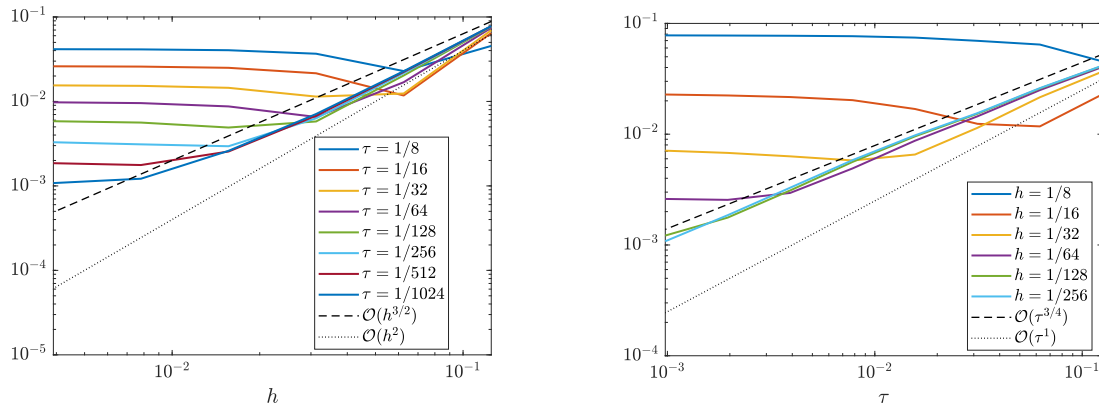 10^{-1}
10^{-2}
10^{-3}
10^{-4}
10^{-5}
10^{-2}
10^{-1}
h
τ = 1/8
τ = 1/16
τ = 1/32
τ = 1/64
τ = 1/128
τ = 1/256
τ = 1/512
τ = 1/1024
𝒪(h^{3/2})
𝒪(h^2)
10^{-1}
10^{-2}
10^{-3}
10^{-4}
10^{-3}
10^{-2}
10^{-1}
τ
h = 1/8
h = 1/16
h = 1/32
h = 1/64
h = 1/128
h = 1/256
𝒪(τ^{3/4})
𝒪(τ^1)